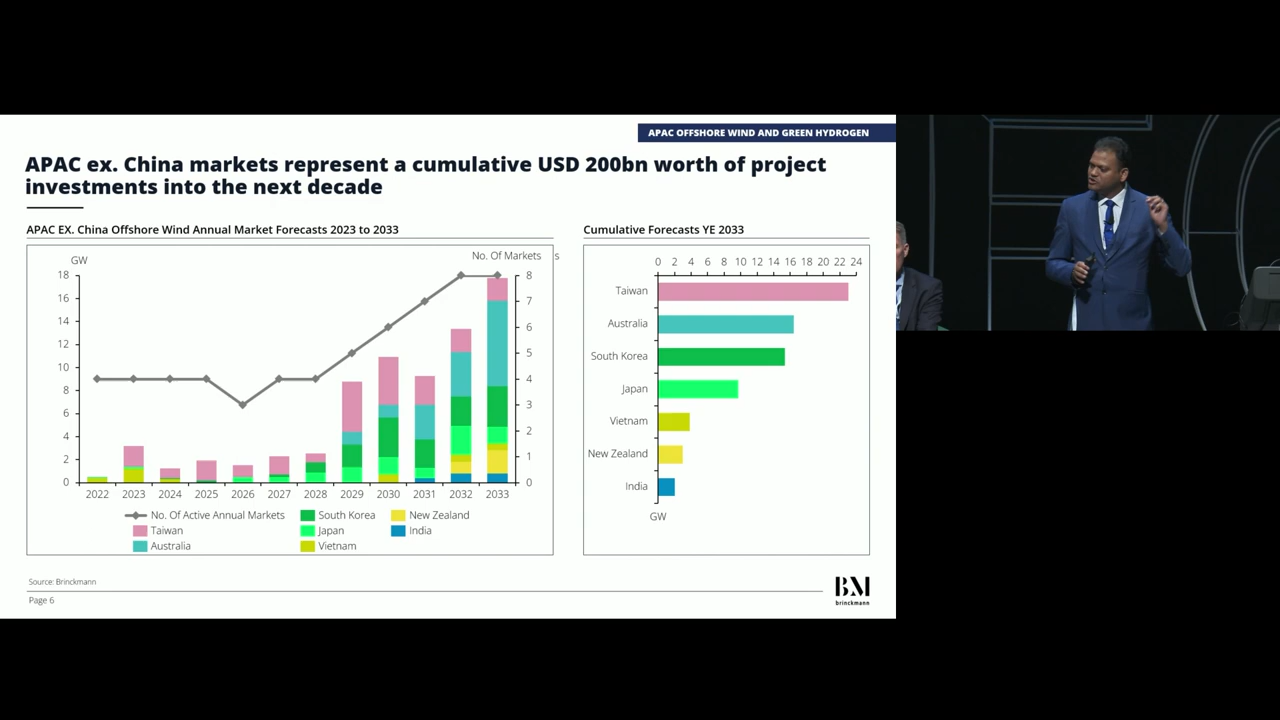 APAC OFFSHORE WIND AND GREEN HYDROGEN
APAC ex. China markets represent a cumulative USD 200bn worth of project
investments into the next decade
APAC EX. China Offshore Wind Annual Market Forecasts 2023 to 2033
GW
No. Of Markets s
18
16
14
12
10
8
6
4
2
0
8
7
6
5
4
3
2
1
0
2022 2023 2024 2025 2026 2027 2028 2029 2030 2031 2032 2033
No. Of Active Annual Markets South Korea New Zealand
Taiwan Japan India
Australia Vietnam
Cumulative Forecasts YE 2033
0 2 4 6 8 10 12 14 16 18 20 22 24
Taiwan
Australia
South Korea
Japan
Vietnam
New Zealand
India
GW
Source: Brinckmann
Page 6
BM
brinckmann